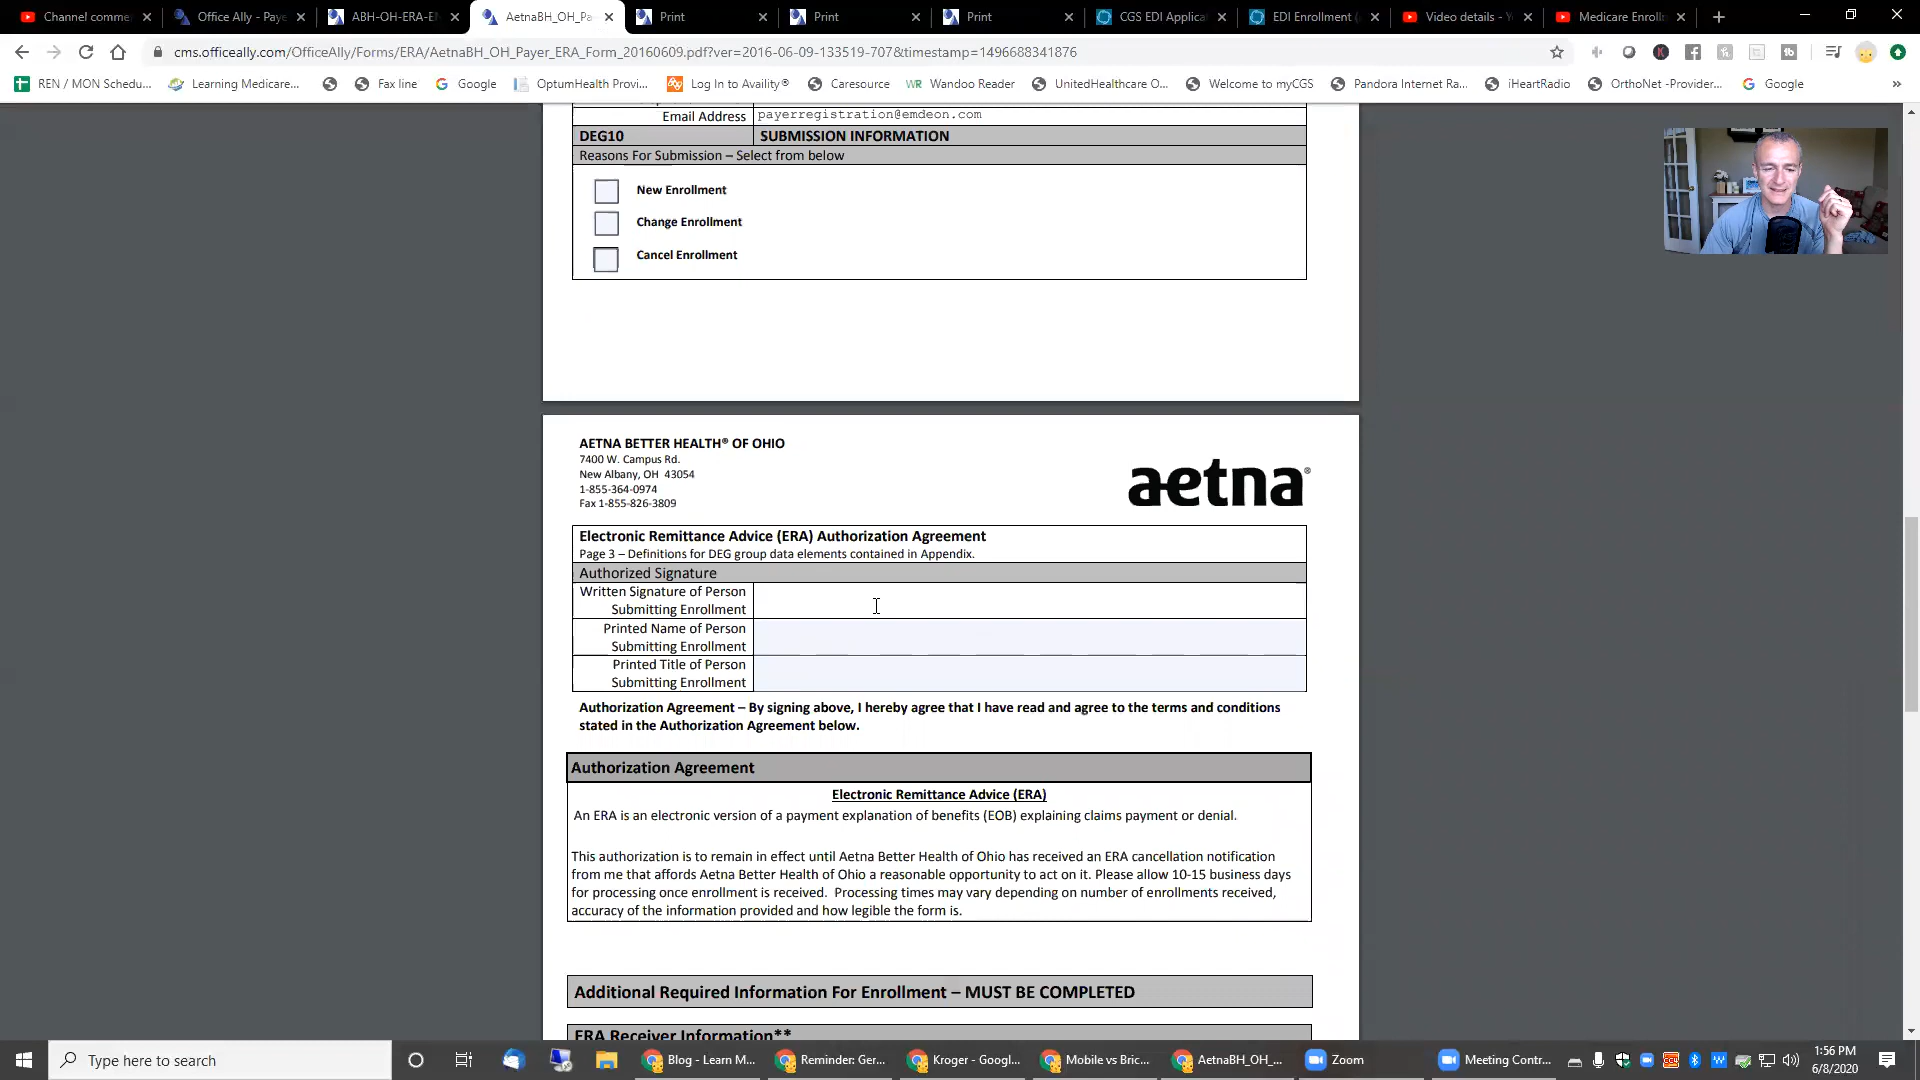 Channel comme
Office Ally - Paye
ABH-OH-ERA-EN
AetnaBH_OH_Pa
Print
Print
Print
CGS EDI Applica
EDI Enrollment (
Video details - Y
Medicare Enrollm
cms.officeally.com/OfficeAlly/Forms/ERA/AetnaBH_OH_Payer_ERA_Form_20160609.pdf?ver=2016-06-09-133519-707&timestamp=1496688341876
REN / MON Schedu...
Learning Medicare...
Fax line
Google
OptumHealth Provi...
Log In to Availity®
Caresource
Wandoo Reader
UnitedHealthcare O...
Welcome to myCGS
Pandora Internet Ra...
iHeartRadio
OrthoNet -Provider...
Google
Email Address payerregistration@emdeon.com
DEG10 SUBMISSION INFORMATION
Reasons For Submission – Select from below
New Enrollment
Change Enrollment
Cancel Enrollment
AETNA BETTER HEALTH® OF OHIO
7400 W. Campus Rd.
New Albany, OH 43054
1-855-364-0974
Fax 1-855-826-3809
aetna®
Electronic Remittance Advice (ERA) Authorization Agreement
Page 3 – Definitions for DEG group data elements contained in Appendix.
Authorized Signature
Written Signature of Person
Submitting Enrollment
Printed Name of Person
Submitting Enrollment
Printed Title of Person
Submitting Enrollment
Authorization Agreement – By signing above, I hereby agree that I have read and agree to the terms and conditions
stated in the Authorization Agreement below.
Authorization Agreement
Electronic Remittance Advice (ERA)
An ERA is an electronic version of a payment explanation of benefits (EOB) explaining claims payment or denial.
This authorization is to remain in effect until Aetna Better Health of Ohio has received an ERA cancellation notification
from me that affords Aetna Better Health of Ohio a reasonable opportunity to act on it. Please allow 10-15 business days
for processing once enrollment is received. Processing times may vary depending on number of enrollments received,
accuracy of the information provided and how legible the form is.
Additional Required Information For Enrollment – MUST BE COMPLETED
ERA Receiver Information**
Type here to search
Blog - Learn M...
Reminder: Ger...
Kroger - Googl...
Mobile vs Bric...
AetnaBH_OH_...
Zoom
Meeting Contr...
1:56 PM
6/8/2020